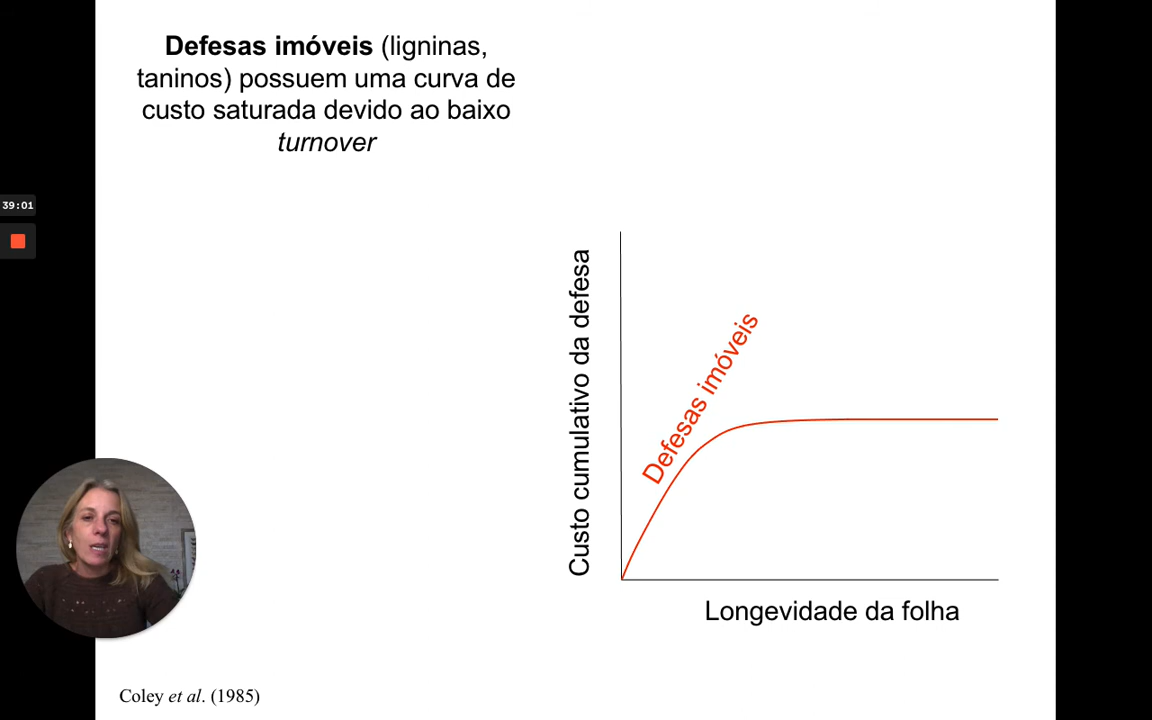 Defesas imóveis (ligninas,
taninos) possuem uma curva de
custo saturada devido ao baixo
turnover
39:01
Custo cumulativo da defesa
Defesas imóveis
Longevidade da folha
Coley et al. (1985)